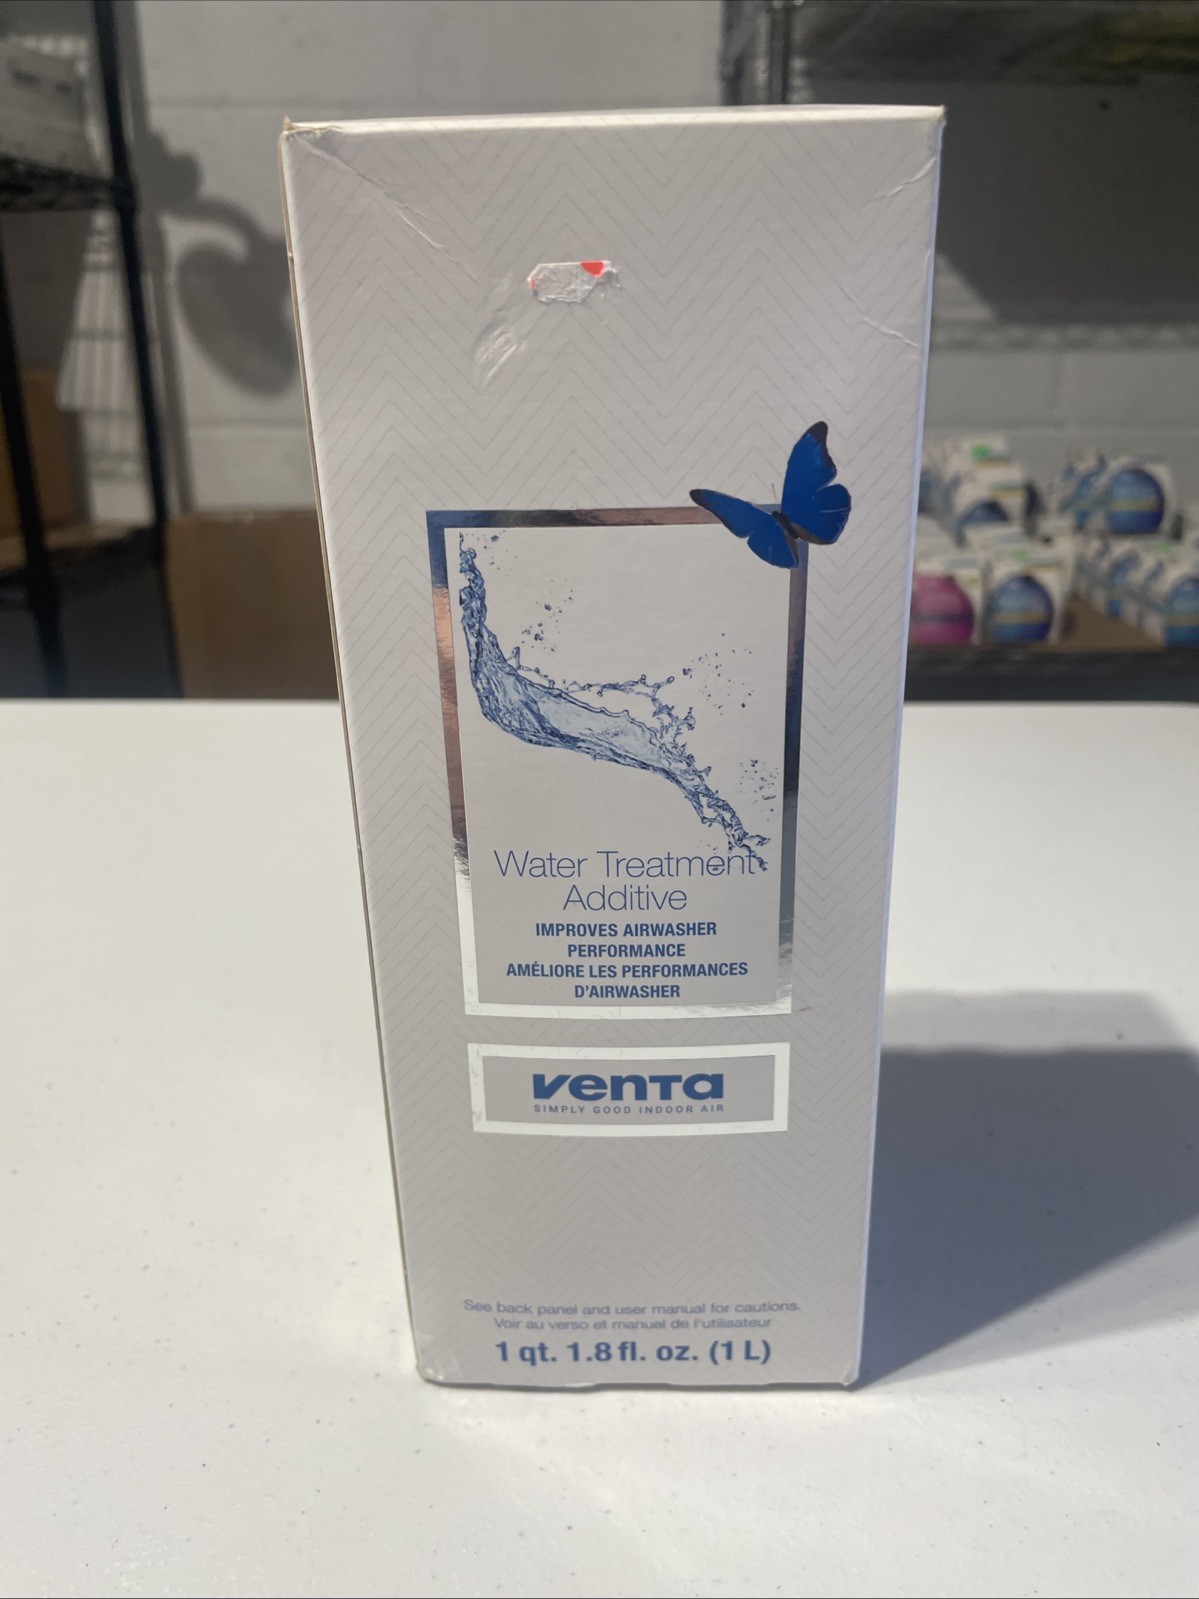 Water Treatment
Additive
IMPROVES AIRWASHER
PERFORMANCE
AMÉLIORE LES PERFORMANCES
D'AIRWASHER
venta
SIMPLY GOOD INDOOR AIR
See back panel and user manual for cautions.
Voir au verso et manuel de l'utilisateur
1 qt. 1.8 fl. oz. (1 L)